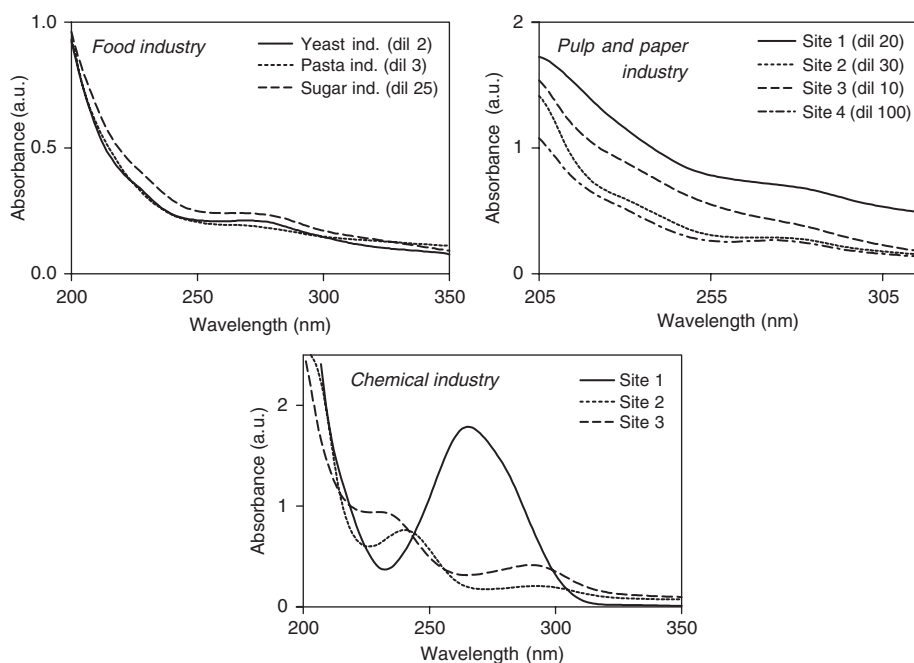 Food industry
Yeast ind. (dil 2)
Pasta ind. (dil 3)
Sugar ind. (dil 25)
Absorbance (a.u.)
1.0
0.5
0.0
200
250
300
350
Wavelength (nm)
Pulp and paper
industry
Site 1 (dil 20)
Site 2 (dil 30)
Site 3 (dil 10)
Site 4 (dil 100)
Absorbance (a.u.)
2
1
0
205
255
305
Wavelength (nm)
Chemical industry
Site 1
Site 2
Site 3
Absorbance (a.u.)
2
1
0
200
250
300
350
Wavelength (nm)